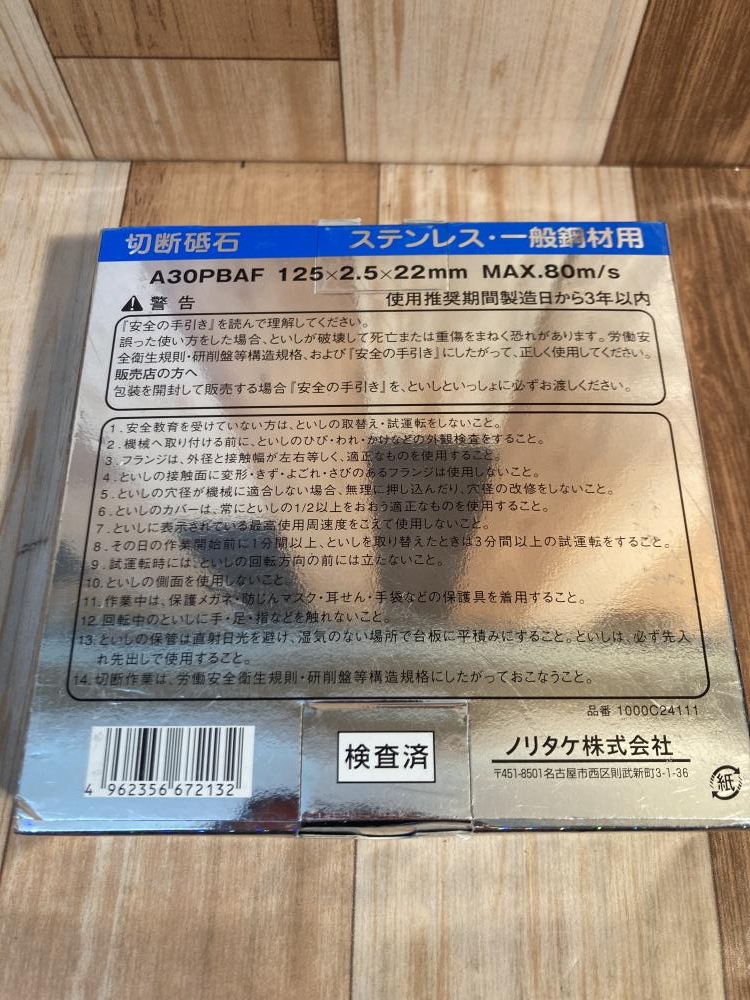 切断砥石 ステンレス・一般鋼材用
A30PBAF 125×2.5×22mm MAX.80m/s
警告 使用推奨期間製造日から3年以内
『安全の手引き』を読んで理解してください。
誤った使い方をした場合、といしが破壊して死亡または重傷をまねく恐れがあります。労働安
全衛生規則・研削盤等構造規格、および『安全の手引き』にしたがって、正しく使用してください。
販売店の方へ
包装を開封して販売する場合『安全の手引き』を、といしといっしょに必ずお渡しください。
1. 安全教育を受けていない方は、といしの取替え・試運転をしないこと。
2. 機械へ取り付ける前に、といしのひび・われ・かけなどの外観検査をすること。
3. フランジは、外径と接触幅が左右等しく、適正なものを使用すること。
4. といしの接触面に変形・きず・よごれ・さびのあるフランジは使用しないこと。
5. といしの穴径が機械に適合しない場合、無理に押し込んだり、穴径の改修をしないこと。
6. といしのカバーは、常にといしの1/2以上をおおう適正なものを使用すること。
7. といしに表示されている最高使用周速度をこえて使用しないこと。
8. その日の作業開始前に1分間以上、といしを取り替えたときは3分間以上の試運転をすること。
9. 試運転時には、といしの回転方向の前には立たないこと。
10. といしの側面を使用しないこと。
11. 作業中は、保護メガネ・防じんマスク・耳せん・手袋などの保護具を着用すること。
12. 回転中のといしに手・足・指などを触れないこと。
13. といしの保管は直射日光を避け、湿気のない場所で台板に平積みにすること。といしは、必ず先入
れ先出しで使用すること。
14. 切断作業は、労働安全衛生規則・研削盤等構造規格にしたがっておこなうこと。
品番 1000C24111
4 962356 672132
検査済
ノリタケ株式会社
〒451-8501名古屋市西区則武新町3-1-36
紙